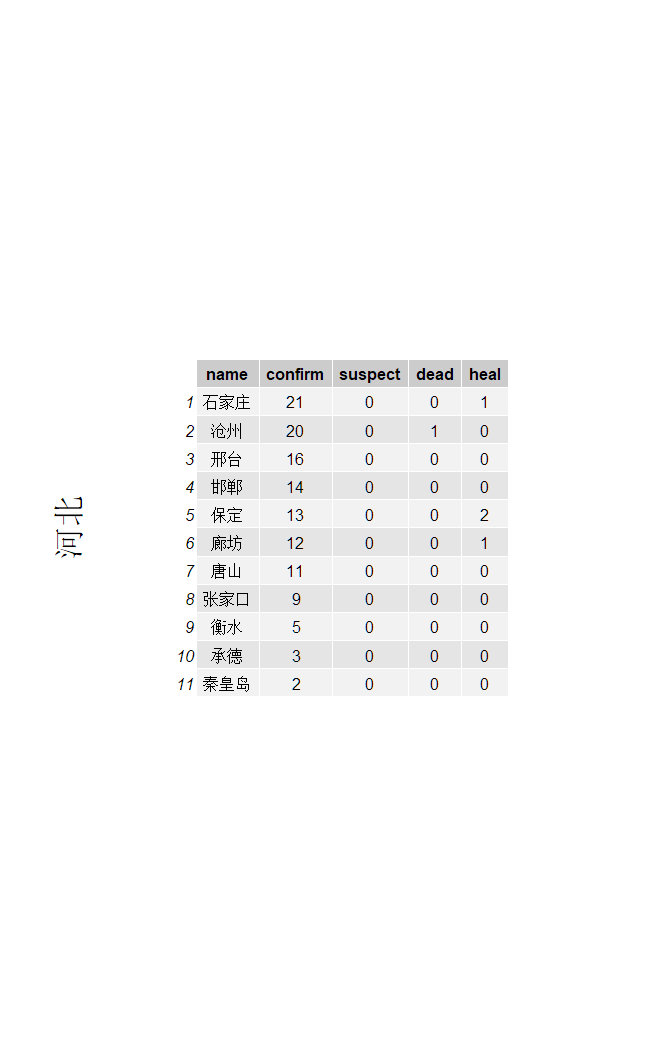 河北
name confirm suspect dead heal
1 石家庄 21 0 0 1
2 沧州 20 0 1 0
3 邢台 16 0 0 0
4 邯郸 14 0 0 0
5 保定 13 0 0 2
6 廊坊 12 0 0 1
7 唐山 11 0 0 0
8 张家口 9 0 0 0
9 衡水 5 0 0 0
10 承德 3 0 0 0
11 秦皇岛 2 0 0 0